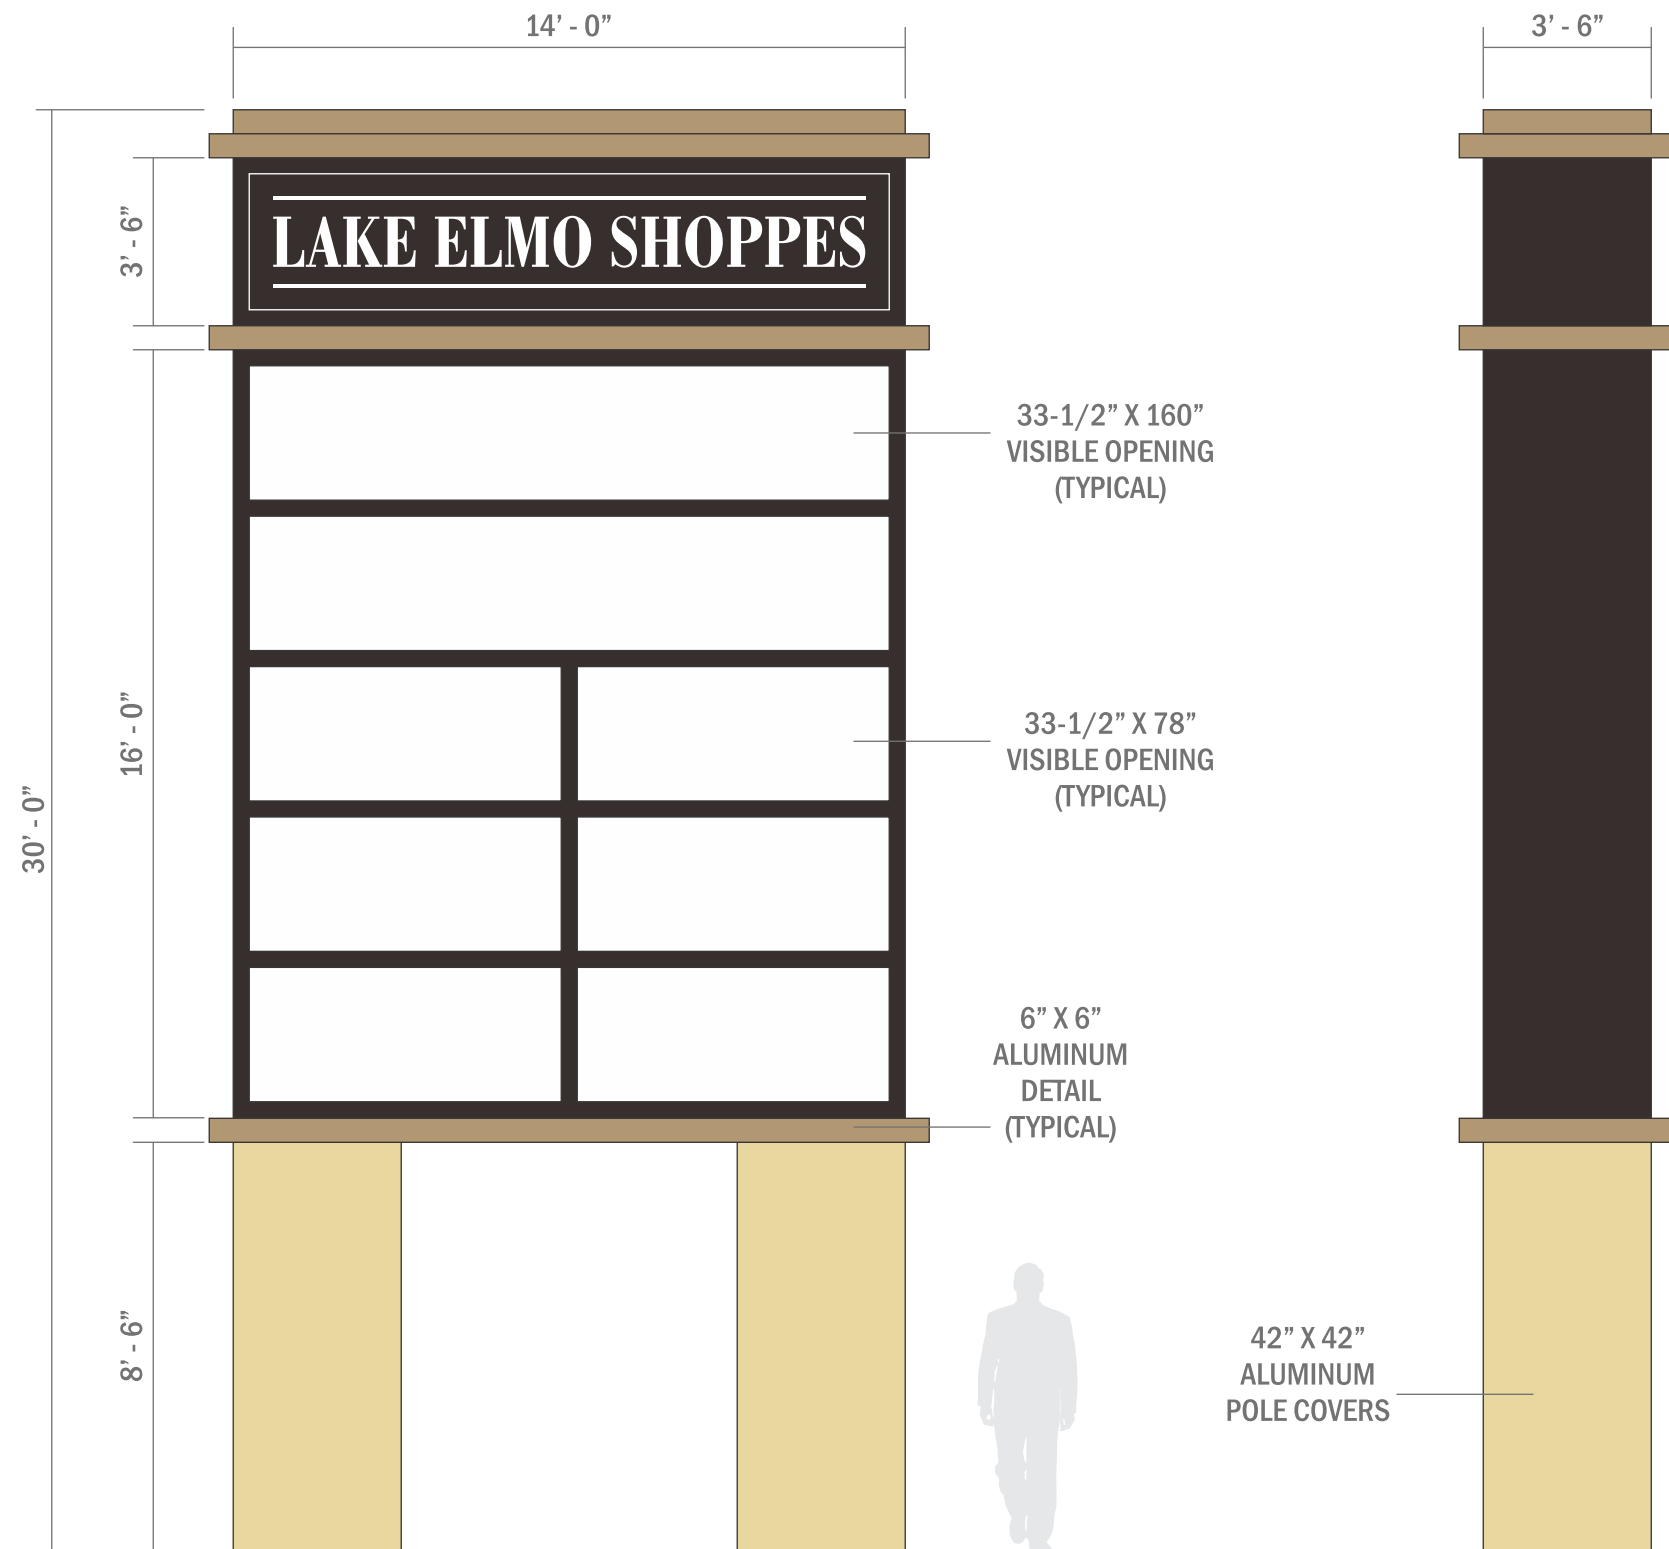 14’ - 0”
3’ - 6”
LAKE ELMO SHOPPES
3’ - 6”
33-1/2” X 160”
VISIBLE OPENING
(TYPICAL)
16’ - 0”
33-1/2” X 78”
VISIBLE OPENING
(TYPICAL)
30’ - 0”
6” X 6”
ALUMINUM
DETAIL
(TYPICAL)
8’ - 6”
42” X 42”
ALUMINUM
POLE COVERS